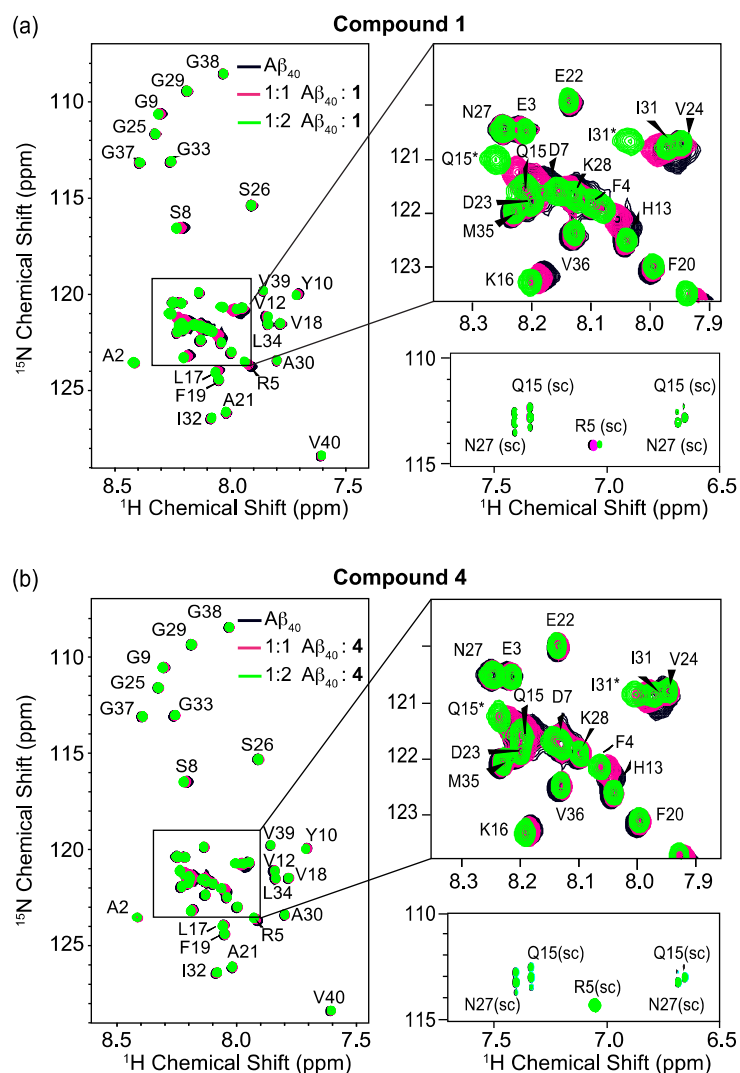 (a)
Compound 1
G38
G29
G9
G25
G37
G33
S8
S26
Aβ40
1:1 Aβ40 : 1
1:2 Aβ40 : 1
V39
Y10
V12
V18
L34
A30
R5
A2
L17
F19
A21
I32
V40
110
115
120
125
15N Chemical Shift (ppm)
8.5
8.0
7.5
1H Chemical Shift (ppm)
E22
N27
E3
I31
V24
I31*
Q15*
Q15
D7
K28
F4
D23
M35
H13
K16
V36
F20
121
122
123
8.3
8.2
8.1
8.0
7.9
110
115
Q15 (sc)
Q15 (sc)
R5 (sc)
N27 (sc)
N27 (sc)
7.5
7.0
6.5
1H Chemical Shift (ppm)
(b)
Compound 4
G38
G29
G9
G25
G37
G33
S8
S26
Aβ40
1:1 Aβ40 : 4
1:2 Aβ40 : 4
V39
Y10
V12
V18
L34
A30
R5
A2
L17
F19
A21
I32
V40
110
115
120
125
15N Chemical Shift (ppm)
8.5
8.0
7.5
1H Chemical Shift (ppm)
E22
N27
E3
I31
V24
I31*
Q15*
Q15
D7
K28
F4
D23
M35
H13
K16
V36
F20
121
122
123
8.3
8.2
8.1
8.0
7.9
110
115
Q15(sc)
Q15(sc)
R5(sc)
N27(sc)
N27(sc)
7.5
7.0
6.5
1H Chemical Shift (ppm)